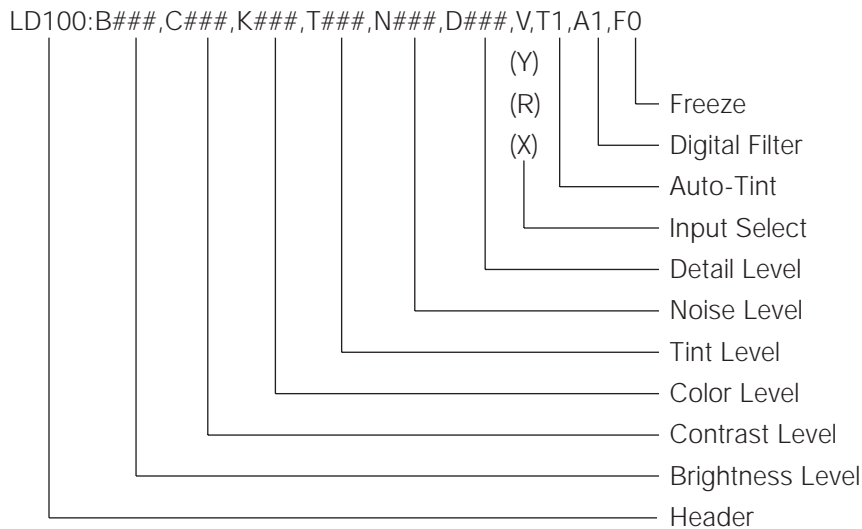 LD100:B###,C###,K###,T###,N###,D###,V,T1,A1,F0
(Y)
(R)
(X)
Freeze
Digital Filter
Auto-Tint
Input Select
Detail Level
Noise Level
Tint Level
Color Level
Contrast Level
Brightness Level
Header